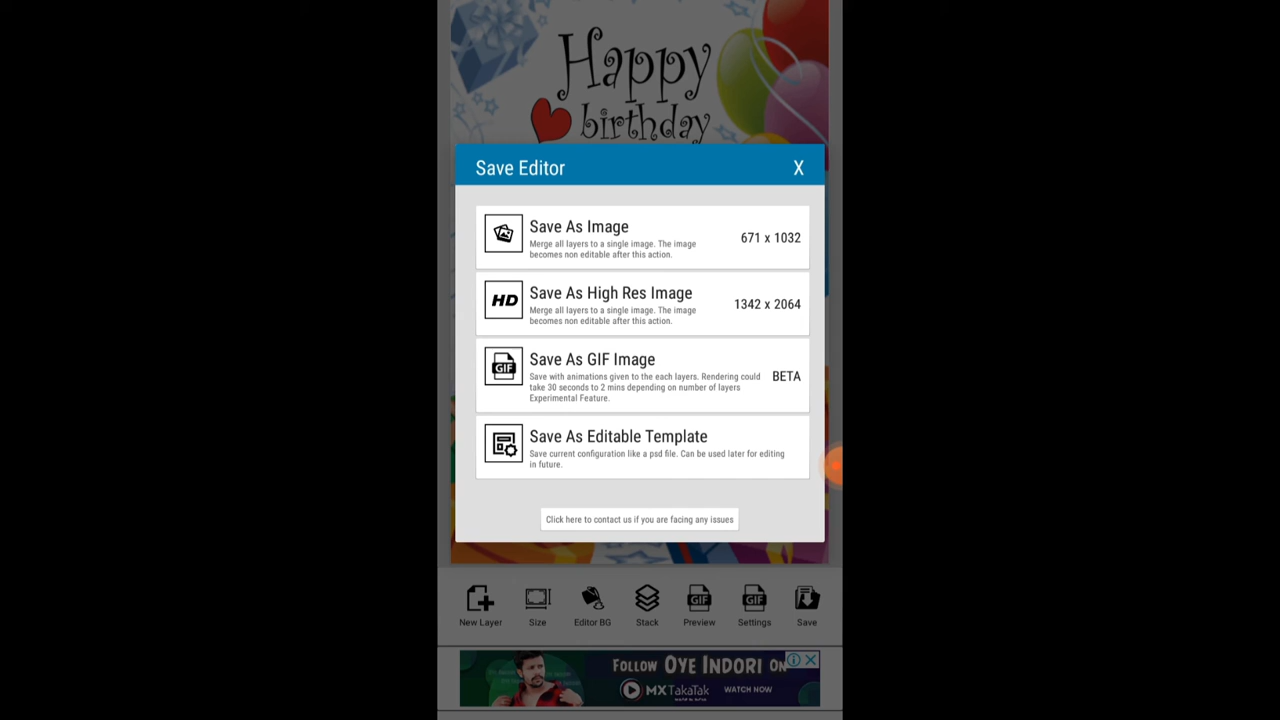 Happy
birthday
Save Editor X
Save As Image
Merge all layers to a single image. The image
becomes non editable after this action.
671 x 1032
HD
Save As High Res Image
Merge all layers to a single image. The image
becomes non editable after this action.
1342 x 2064
GIF
Save As GIF Image
Save with animations given to the each layers. Rendering could
take 30 seconds to 2 mins depending on number of layers
Experimental Feature.
BETA
Save As Editable Template
Save current configuration like a psd file. Can be used later for editing
in future.
Click here to contact us if you are facing any issues
GIF GIF
New Layer Size Editor BG Stack Preview Settings Save
FOLLOW OYE INDORI ON
MXTakaTak WATCH NOW